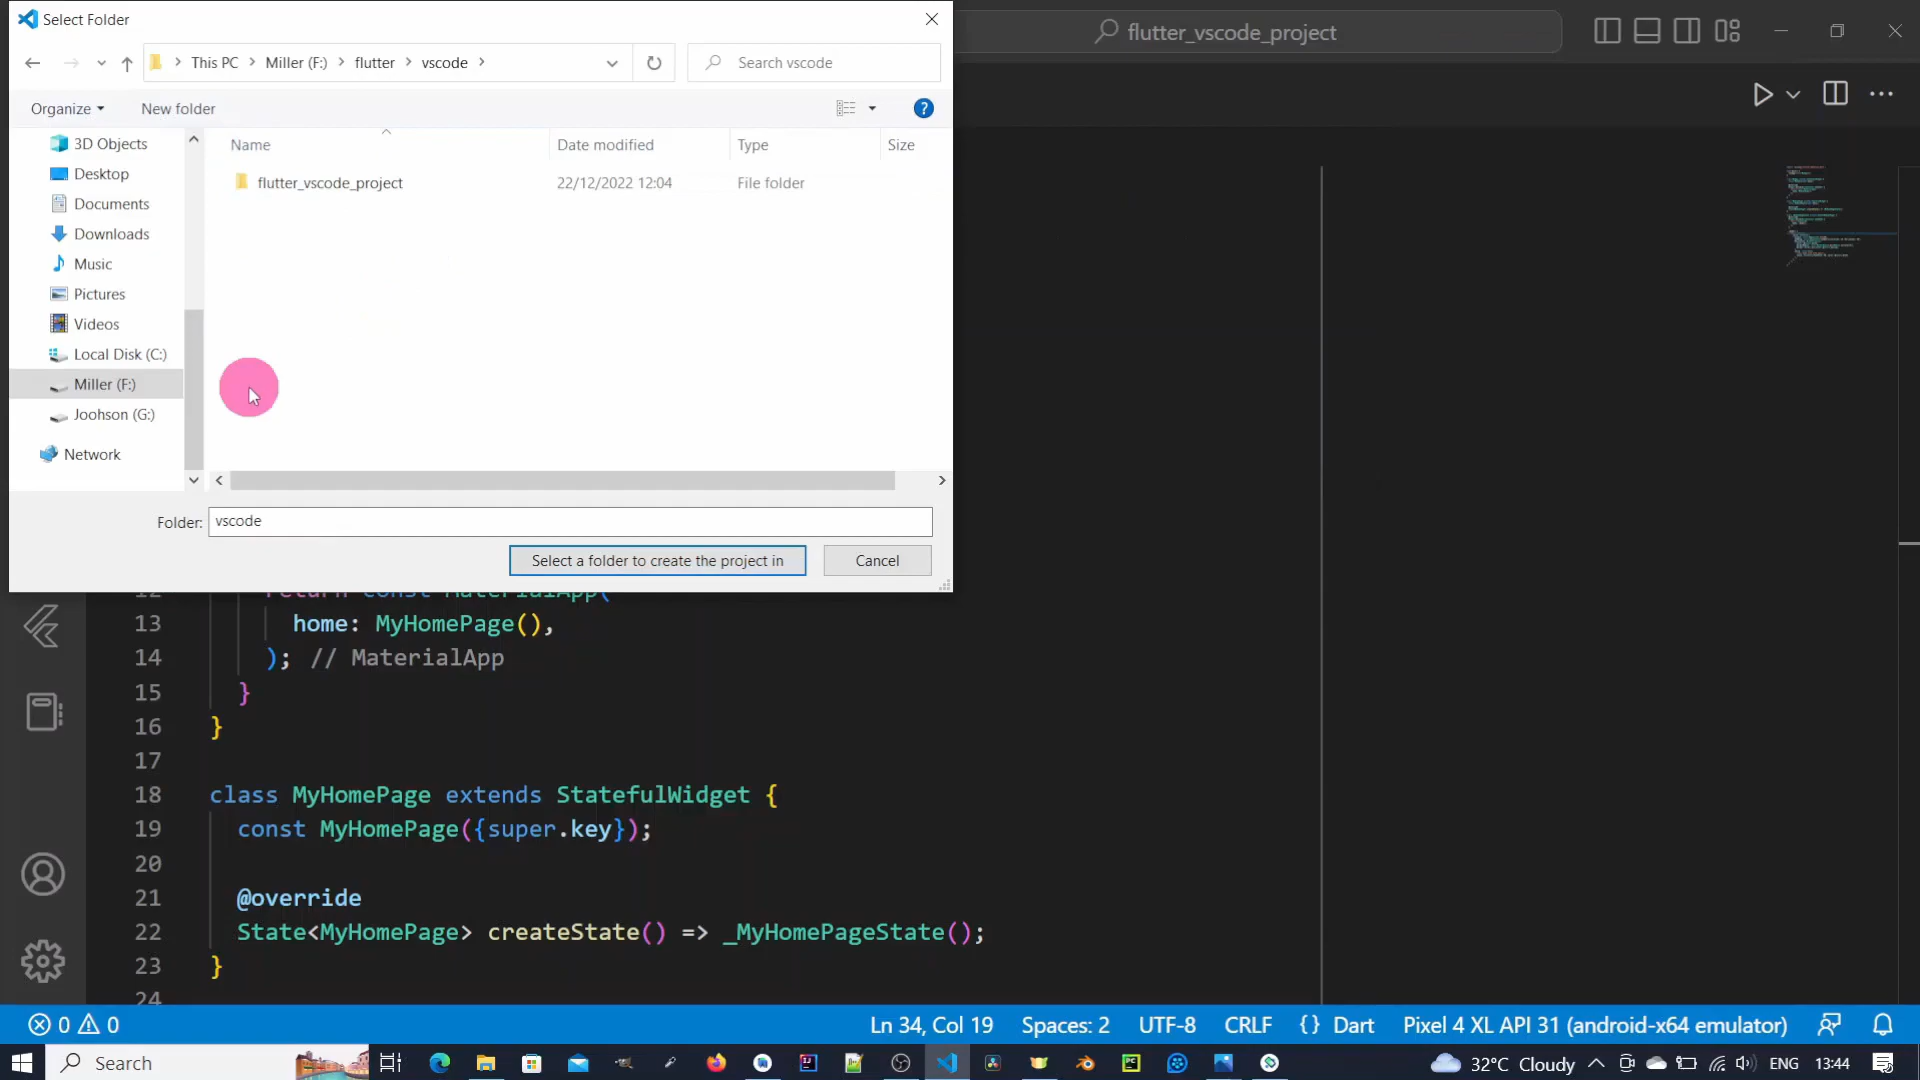 Select Folder
flutter_vscode_project
This PC > Miller (F:) > flutter > vscode >
Search vscode
Organize
New folder
?
Name
Date modified
Type
Size
flutter_vscode_project
22/12/2022 12:04
File folder
3D Objects
Desktop
Documents
Downloads
Music
Pictures
Videos
Local Disk (C:)
Miller (F:)
Joohson (G:)
Network
Folder:
vscode
Select a folder to create the project in
Cancel
12 return const MaterialApp(
13 home: MyHomePage(),
14 ); // MaterialApp
15 }
16 }
17
18 class MyHomePage extends StatefulWidget {
19 const MyHomePage({super.key});
20
21 @override
22 State<MyHomePage> createState() => _MyHomePageState();
23 }
24
0 0
Ln 34, Col 19
Spaces: 2
UTF-8
CRLF
{} Dart
Pixel 4 XL API 31 (android-x64 emulator)
Search
32°C Cloudy
ENG
13:44